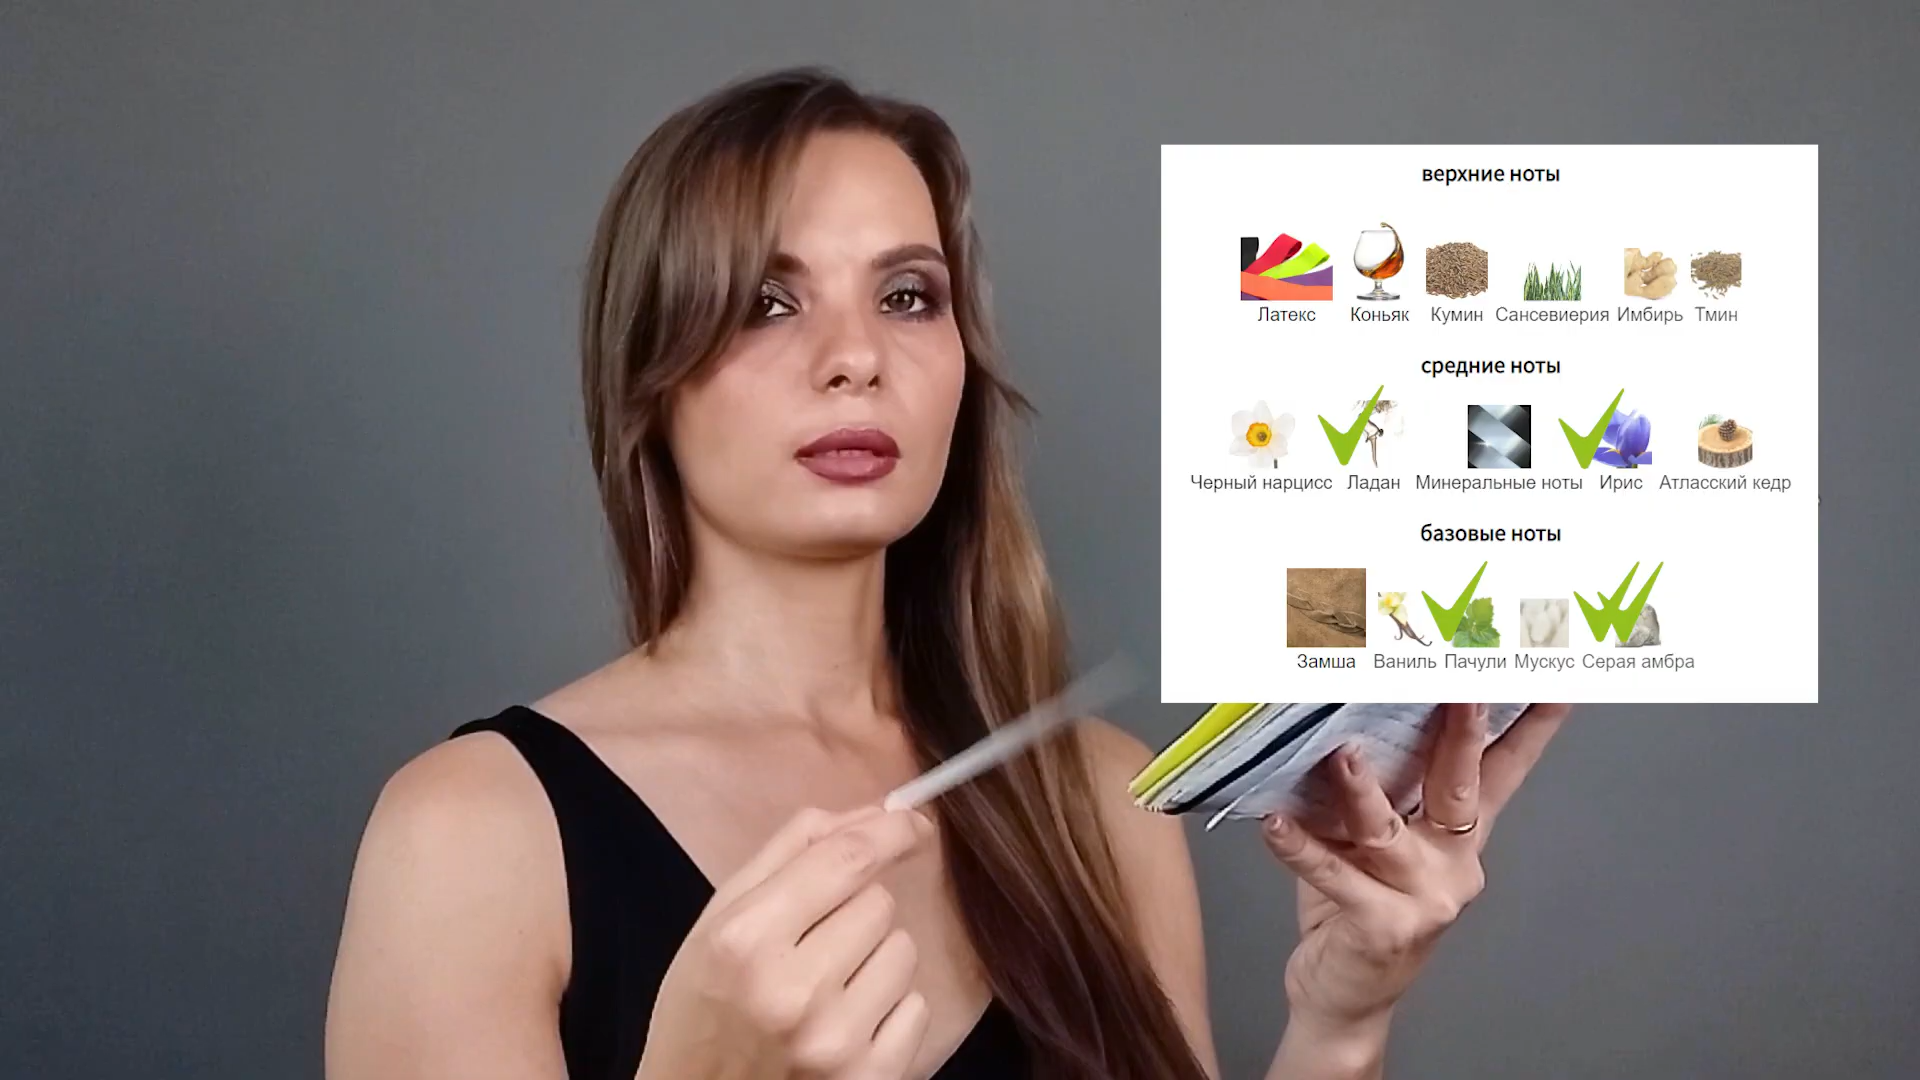 верхние ноты
Латекс Коньяк Кумин Сансевиерия Имбирь Тмин
средние ноты
Черный нарцисс Ладан Минеральные ноты Ирис Атласский кедр
базовые ноты
Замша Ваниль Пачули Мускус Серая амбра